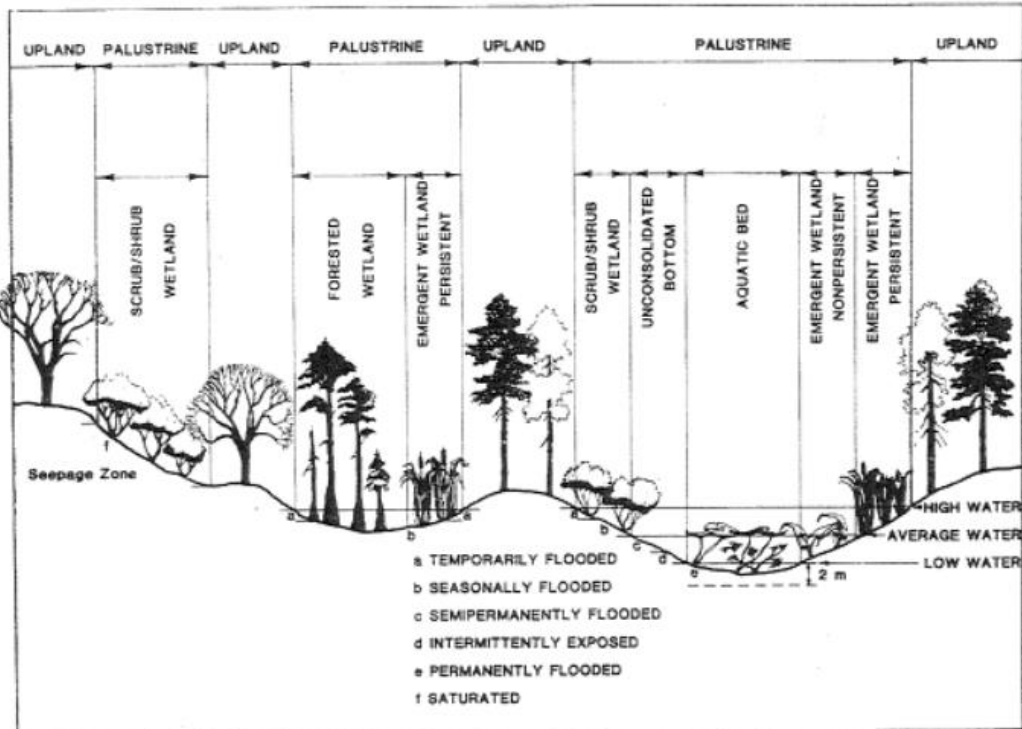 UPLAND PALUSTRINE UPLAND PALUSTRINE UPLAND PALUSTRINE UPLAND
SCRUB/SHRUB
WETLAND
FORESTED
WETLAND
EMERGENT WETLAND
PERSISTENT
SCRUB/SHRUB
WETLAND
UNCONSOLIDATED
BOTTOM
AQUATIC BED
EMERGENT WETLAND
NONPERSISTENT
EMERGENT WETLAND
PERSISTENT
f
Seepage Zone
a
b
a
a
b
c
d
e
HIGH WATER
AVERAGE WATER
LOW WATER
2 m
a TEMPORARILY FLOODED
b SEASONALLY FLOODED
c SEMIPERMANENTLY FLOODED
d INTERMITTENTLY EXPOSED
e PERMANENTLY FLOODED
f SATURATED